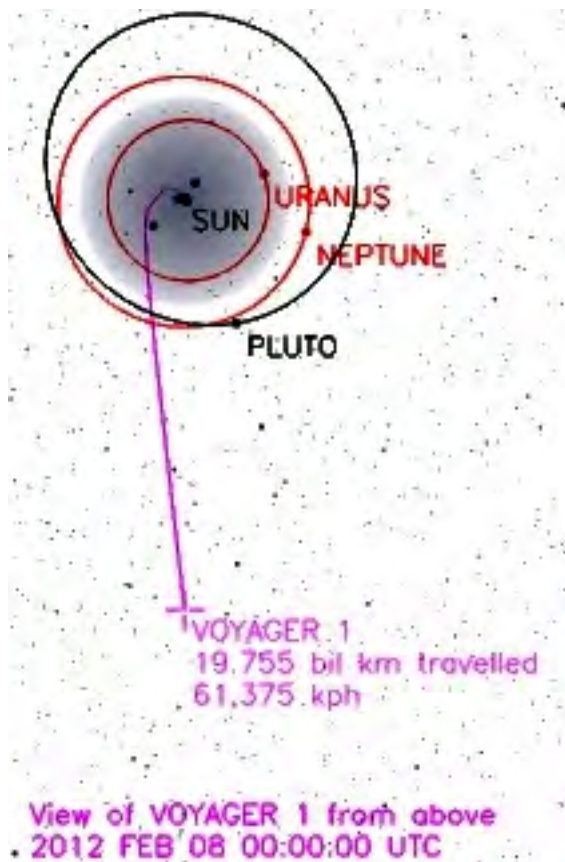 URANUS
SUN
NEPTUNE
PLUTO
VOYAGER 1
19.755 bil km travelled
61,375 kph
View of VOYAGER 1 from above
2012 FEB 08 00:00:00 UTC